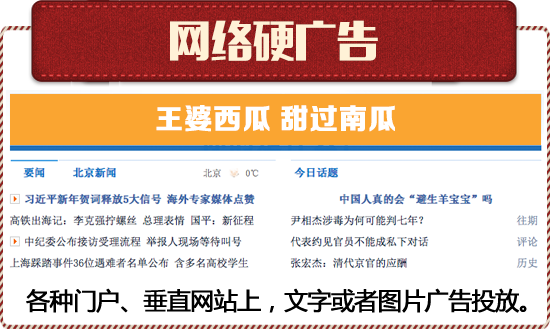 网络硬广告
王婆西瓜 甜过南瓜
要闻 北京新闻 北京 0℃ 今日话题
习近平新年贺词释放5大信号 海外专家媒体点赞
中国人真的会“避生羊宝宝”吗
高铁出海记:李克强拧螺丝 总理表情 国平:新征程
尹相杰涉毒为何可能判七年? 往期
中纪委公布接访受理流程 举报人现场等待叫号
代表约见官员不能成私下对话 评论
上海踩踏事件36位遇难者名单公布 含多名高校学生
张宏杰:清代京官的应酬 历史
各种门户、垂直网站上，文字或者图片广告投放。